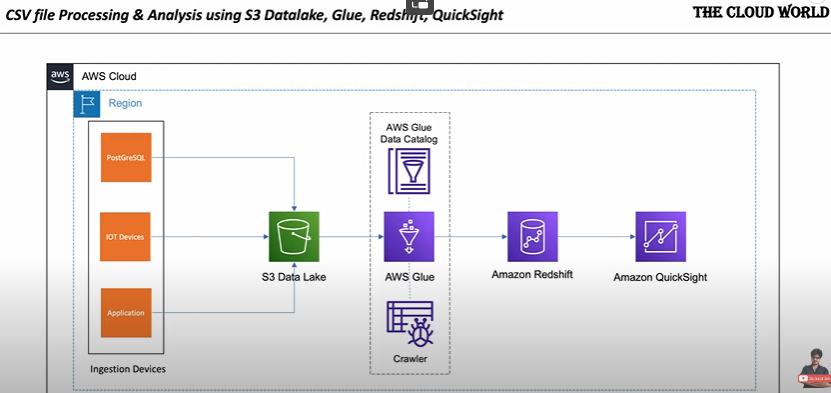 CSV file Processing & Analysis using S3 Datalake, Glue, Redshift, QuickSight
THE CLOUD WORLD
aws
AWS Cloud
Region
PostGreSQL
IOT Devices
Application
Ingestion Devices
S3 Data Lake
AWS Glue
Data Catalog
AWS Glue
Crawler
Amazon Redshift
Amazon QuickSight